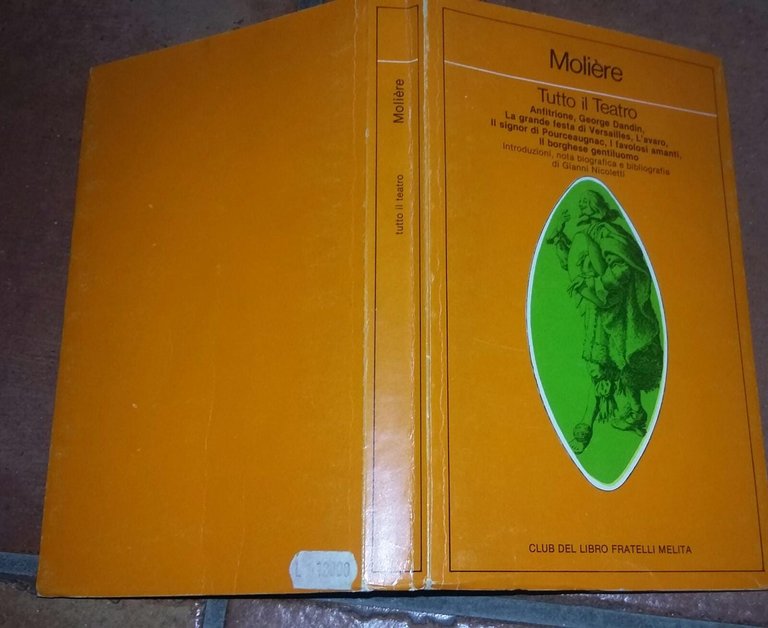 Molière
Tutto il Teatro
Anfitrione, George Dandin,
La grande festa di Versailles, L'avaro,
Il signor di Pourceaugnac, I favolosi amanti,
Il borghese gentiluomo
Introduzioni, nota biografica e bibliografia
di Gianni Nicoletti
CLUB DEL LIBRO FRATELLI MELITA
Molière
tutto il teatro